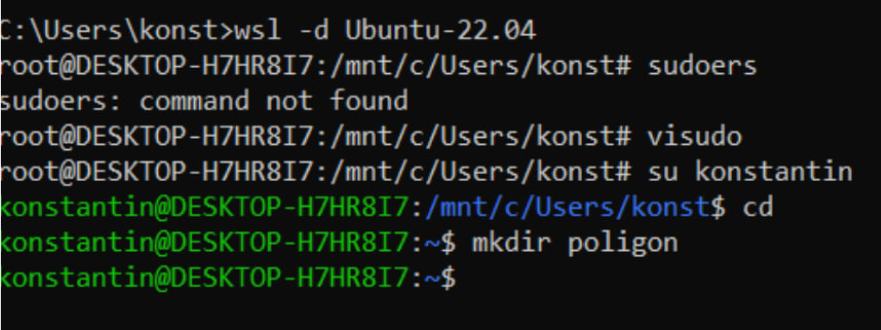 C:\Users\konst>wsl -d Ubuntu-22.04
root@DESKTOP-H7HR8I7:/mnt/c/Users/konst# sudoers
sudoers: command not found
root@DESKTOP-H7HR8I7:/mnt/c/Users/konst# visudo
root@DESKTOP-H7HR8I7:/mnt/c/Users/konst# su konstantin
konstantin@DESKTOP-H7HR8I7:/mnt/c/Users/konst$ cd
konstantin@DESKTOP-H7HR8I7:~$ mkdir poligon
konstantin@DESKTOP-H7HR8I7:~$